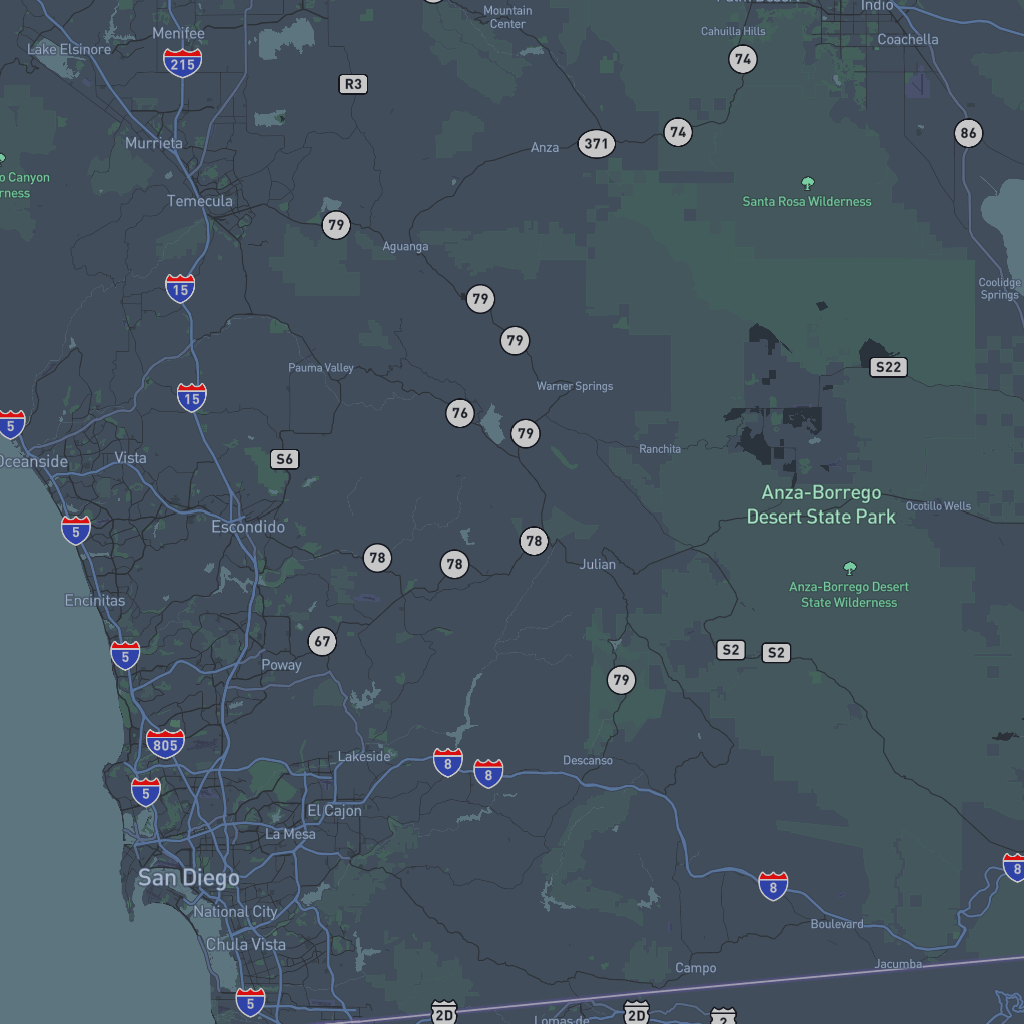 Mountain
Center
Indio
Menifee
Cahuilla Hills
Lake Elsinore
Coachella
74
215
R3
86
74
Murrieta
371
Anza
o Canyon
rness
Santa Rosa Wilderness
Temecula
79
Aguanga
15
Coolidge
Springs
79
79
Pauma Valley
S22
Warner Springs
15
76
5
79
Ranchita
Oceanside
Vista
S6
Anza-Borrego
Desert State Park
Ocotillo Wells
Escondido
5
78
78
78
Julian
Anza-Borrego Desert
State Wilderness
Encinitas
67
S2
S2
5
Poway
79
805
Lakeside
8
8
Descanso
5
El Cajon
La Mesa
8
San Diego
8
National City
Boulevard
Chula Vista
Campo
Jacumba
5
2D
2D
2
Lomas de